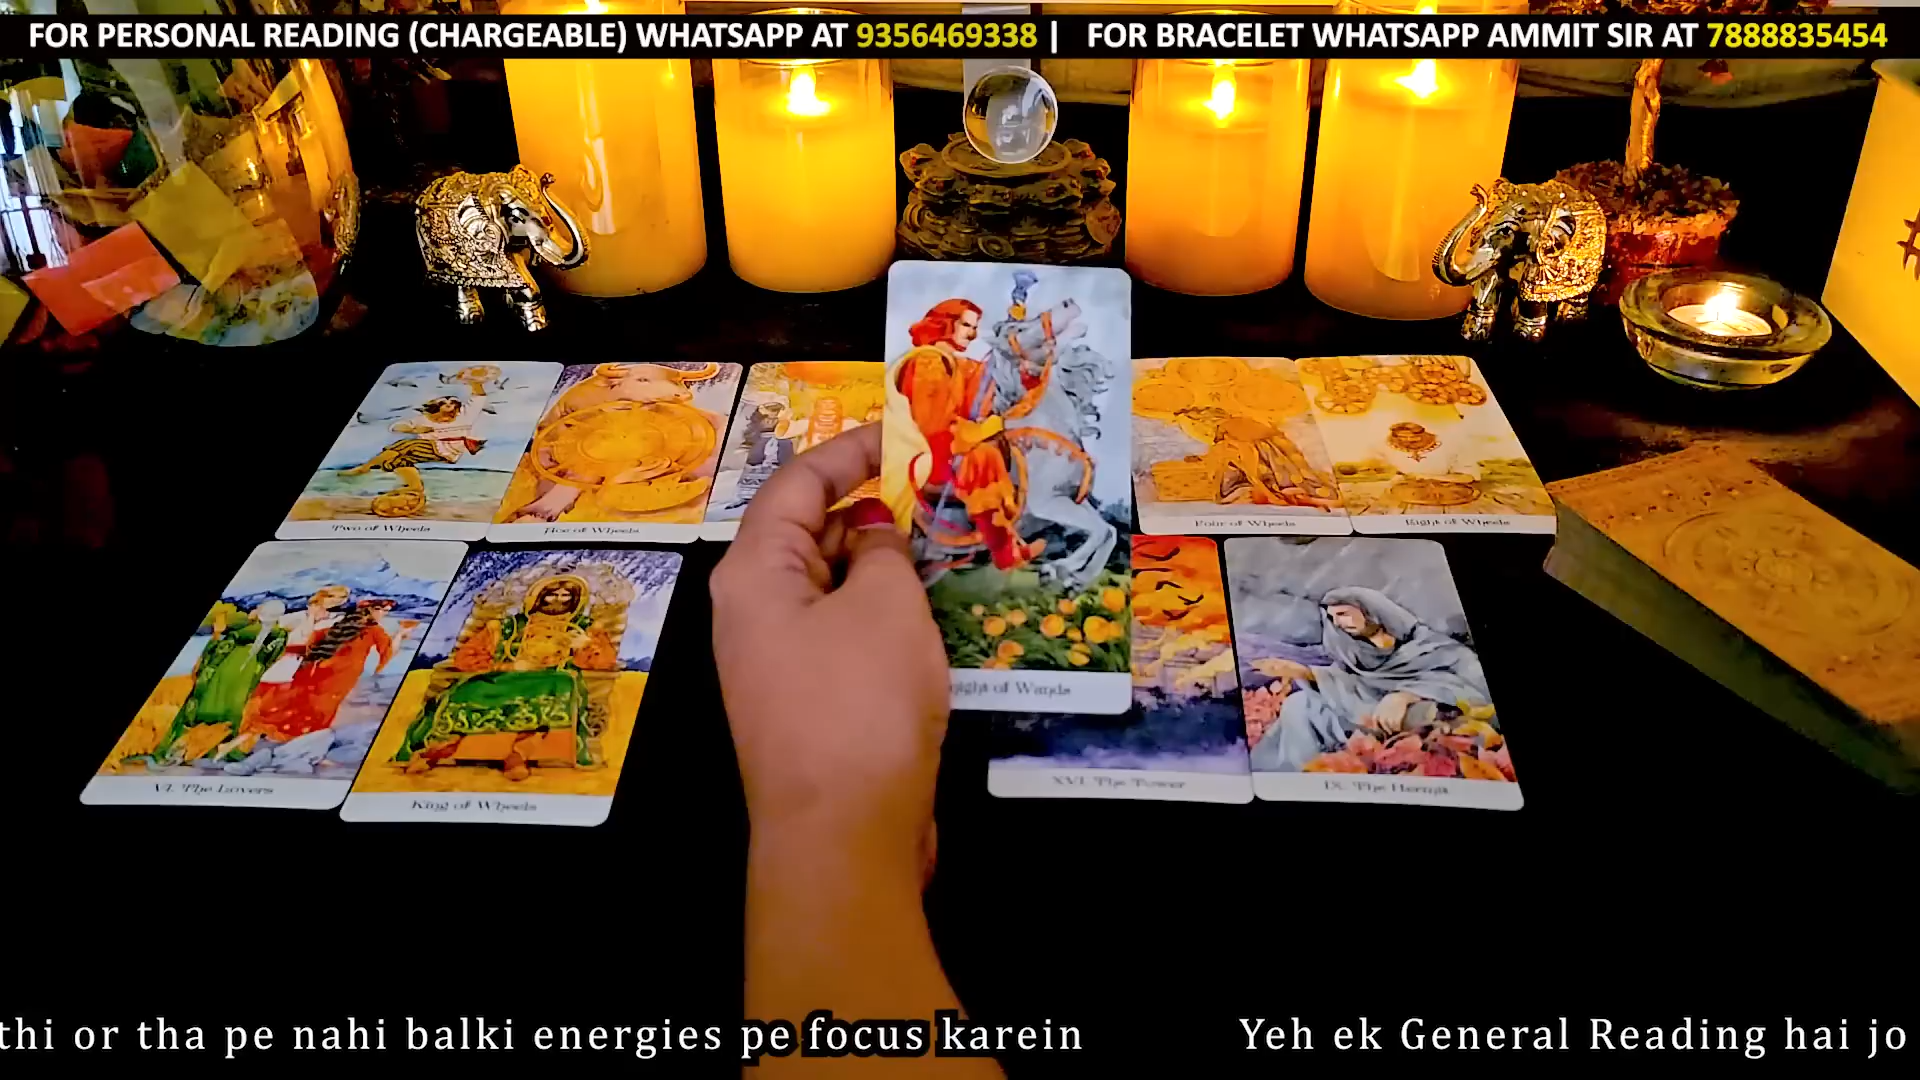 FOR PERSONAL READING (CHARGEABLE) WHATSAPP AT 9356469338 | FOR BRACELET WHATSAPP AMMIT SIR AT 7888835454
Two of Wheels
Ace of Wheels
Four of Wheels
Eight of Wheels
Knight of Wands
VI. The Lovers
King of Wheels
XVI. The Tower
IX. The Hermit
thi or tha pe nahi balki energies pe focus karein Yeh ek General Reading hai jo